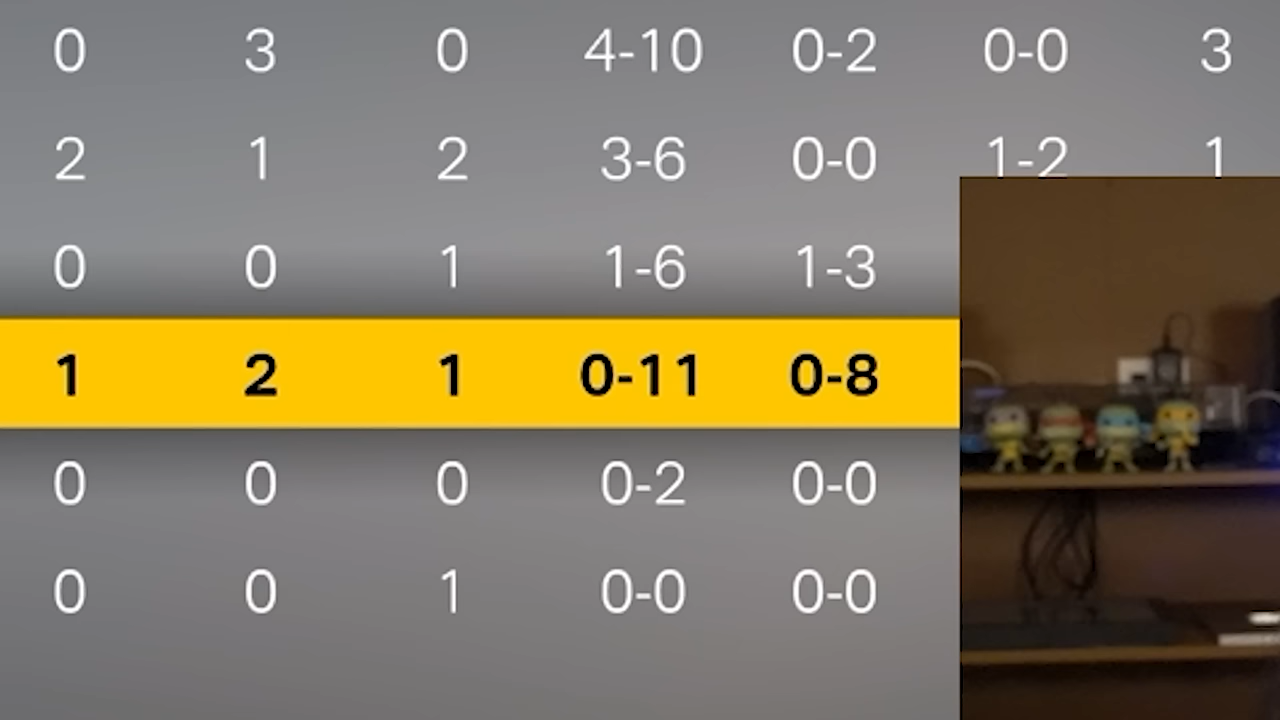 0 3 0 4-10 0-2 0-0 3
2 1 2 3-6 0-0 1-2 1
0 0 1 1-6 1-3
1 2 1 0-11 0-8
0 0 0 0-2 0-0
0 0 1 0-0 0-0